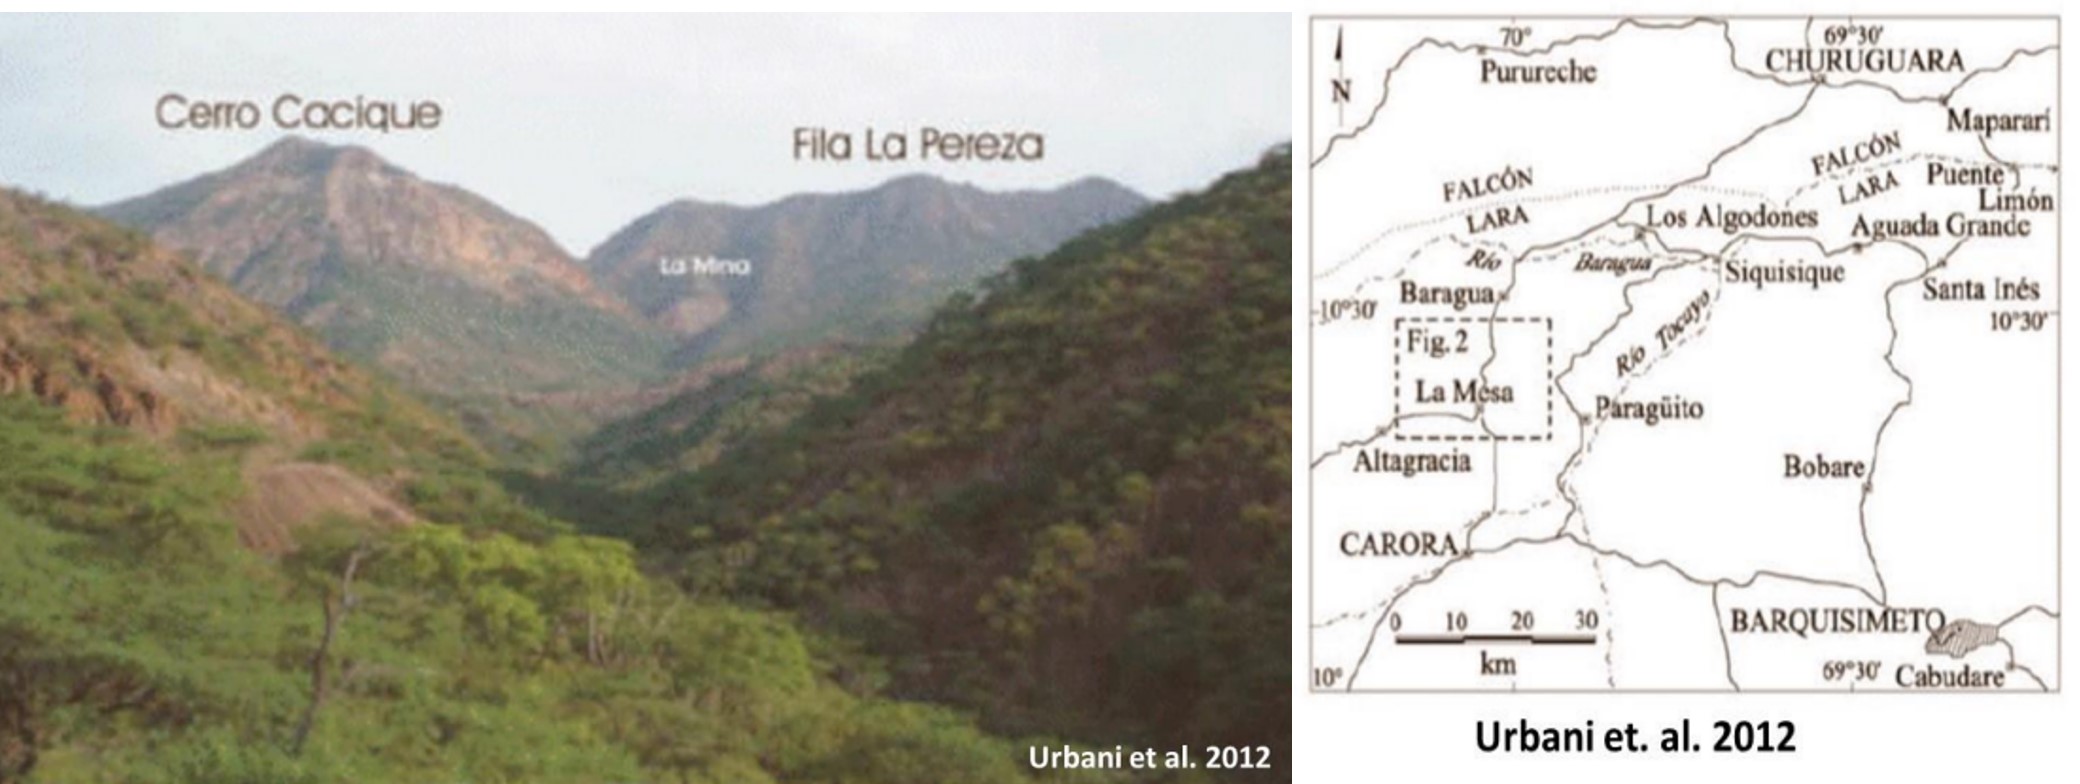 Cerro Cacique
Fila La Pereza
La Mina
Urbani et al. 2012
70°
69°30'
CHURUGUARA
Purureche
N
Mapararí
FALCÓN
LARA
Puente
Limón
FALCÓN
LARA
Los Algodones
Aguada Grande
Río
Baragua
Siquisique
Baragua
Santa Inés
10°30'
10°30'
Fig. 2
Río Tocuyo
La Mesa
Paragüito
Altagracia
Bobare
CARORA
0 10 20 30
km
BARQUISIMETO
10°
69°30'
Cabudare
Urbani et. al. 2012